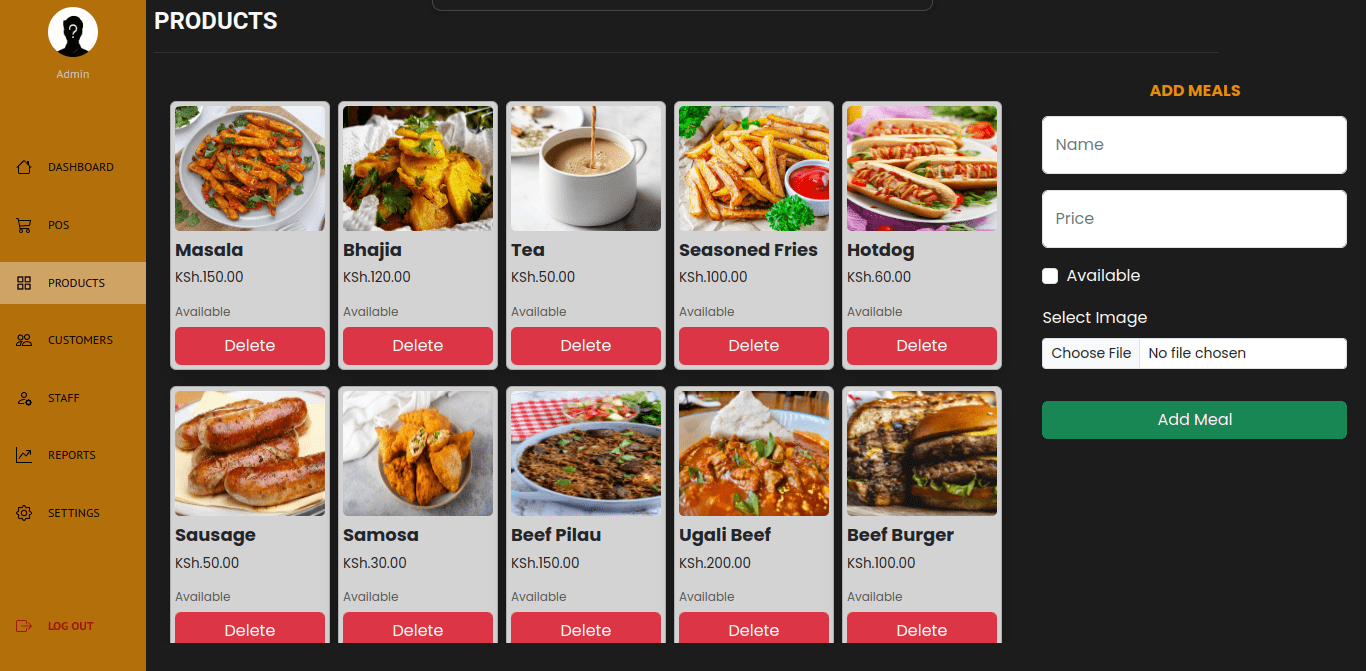 ?
Admin
DASHBOARD
POS
PRODUCTS
CUSTOMERS
STAFF
REPORTS
SETTINGS
LOG OUT
PRODUCTS
Masala
KSh.150.00
Available
Delete
Bhajia
KSh.120.00
Available
Delete
Tea
KSh.50.00
Available
Delete
Seasoned Fries
KSh.100.00
Available
Delete
Hotdog
KSh.60.00
Available
Delete
Sausage
KSh.50.00
Available
Delete
Samosa
KSh.30.00
Available
Delete
Beef Pilau
KSh.150.00
Available
Delete
Ugali Beef
KSh.200.00
Available
Delete
Beef Burger
KSh.100.00
Available
Delete
ADD MEALS
Name
Price
Available
Select Image
Choose File No file chosen
Add Meal